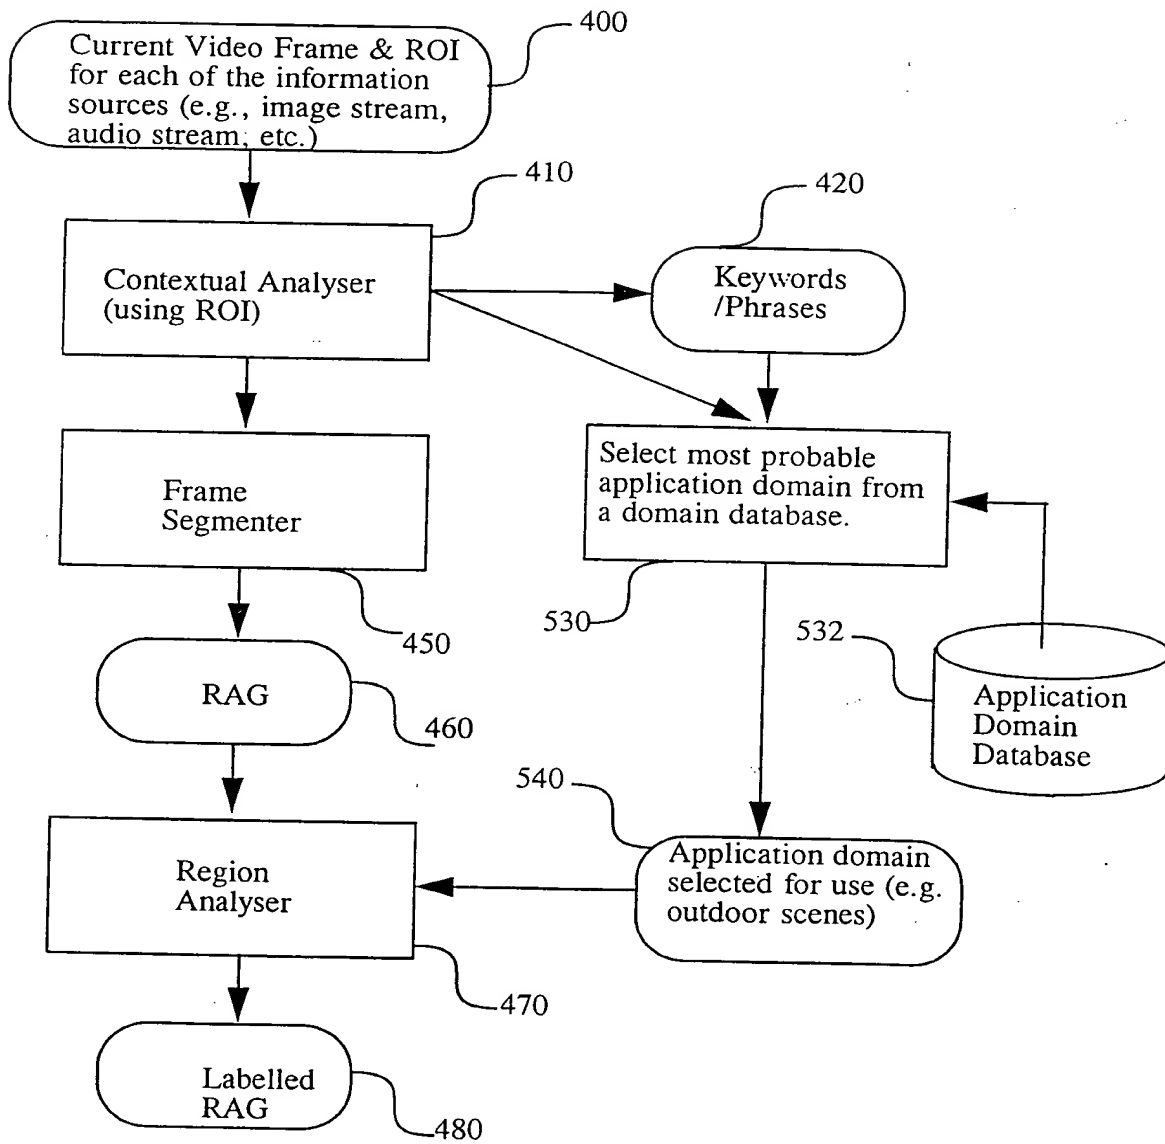 400
Current Video Frame & ROI
for each of the information
sources (e.g., image stream,
audio stream, etc.)
410
420
Contextual Analyser
(using ROI)
Keywords
/Phrases
Frame
Segmenter
Select most probable
application domain from
a domain database.
450
530
532
RAG
460
Application
Domain
Database
540
Region
Analyser
Application domain
selected for use (e.g.
outdoor scenes)
470
Labelled
RAG
480